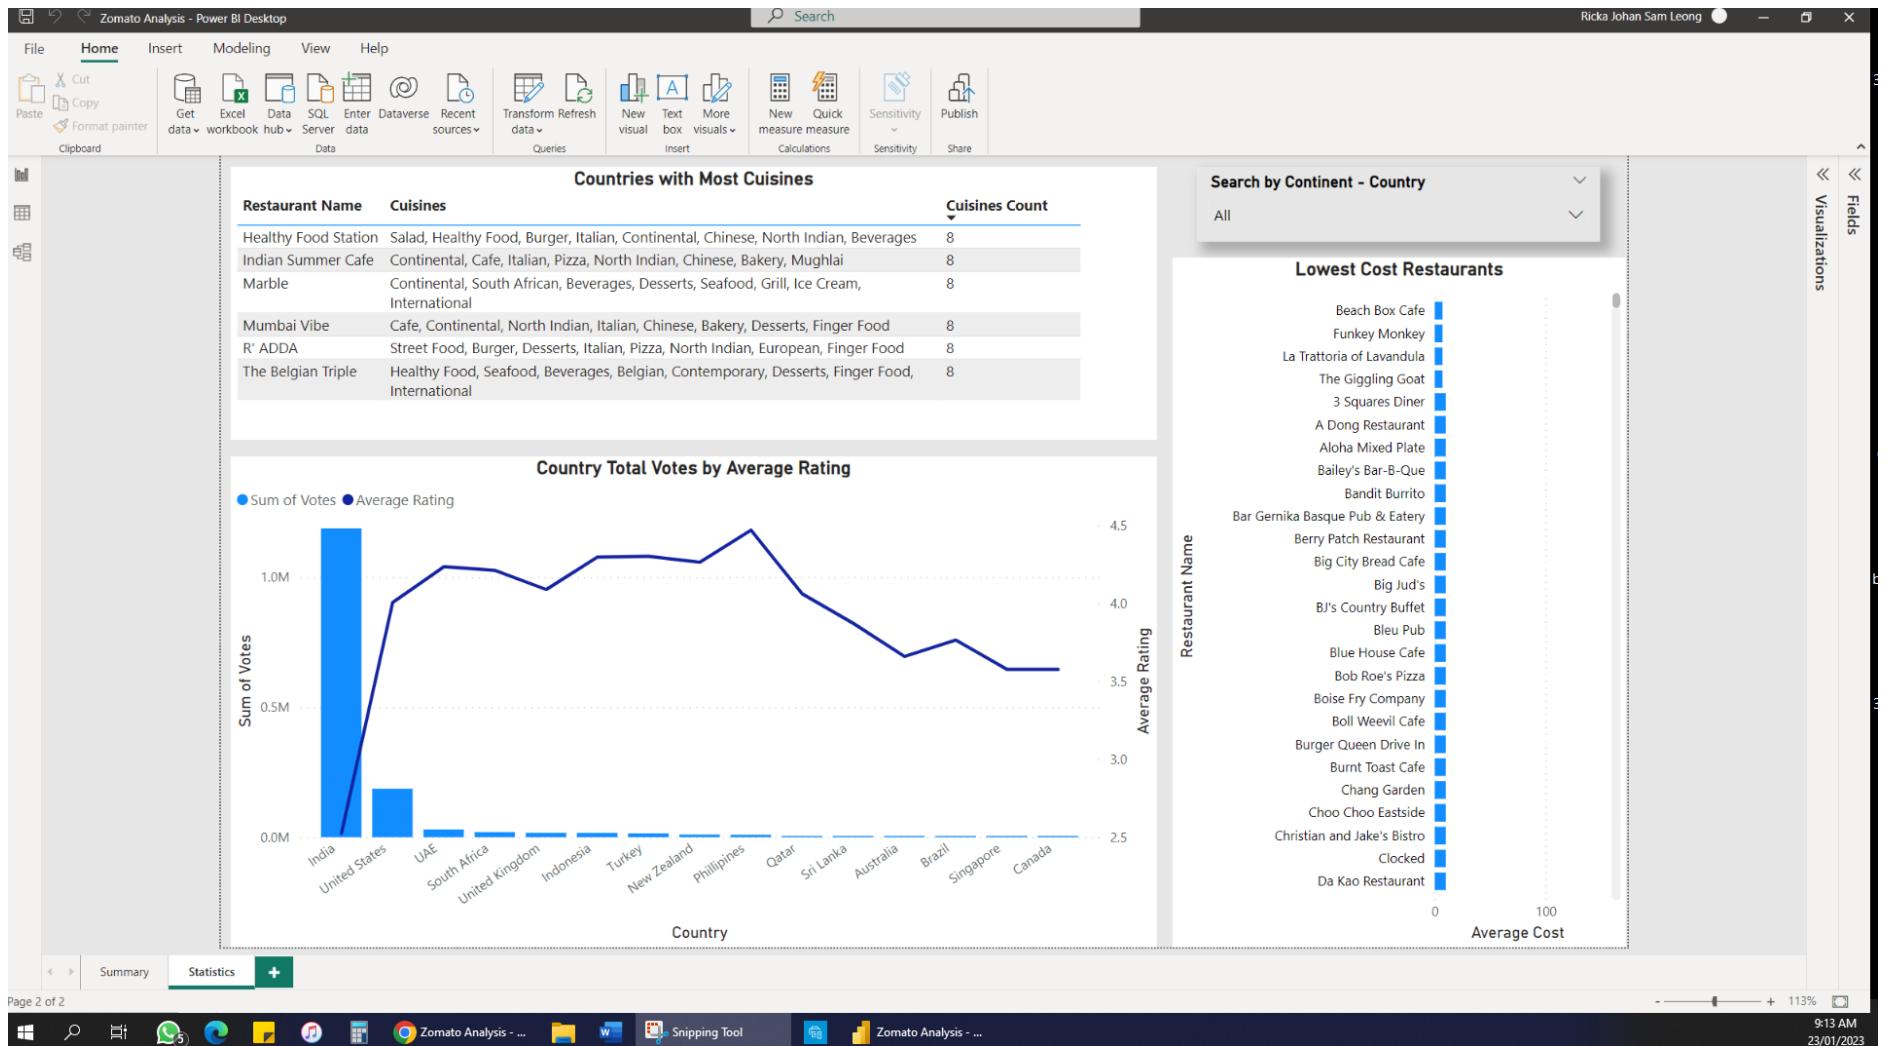 Zomato Analysis - Power BI Desktop
Search
Ricka Johan Sam Leong
File Home Insert Modeling View Help
Paste
Cut
Copy
Format painter
Clipboard
Get data
Excel workbook
Data hub
SQL Server
Enter data
Dataverse
Recent sources
Data
Transform data
Refresh
Queries
New visual
Text box
More visuals
Insert
New measure
Quick measure
Calculations
Sensitivity
Sensitivity
Publish
Share
Countries with Most Cuisines
Restaurant Name Cuisines Cuisines Count
Healthy Food Station Salad, Healthy Food, Burger, Italian, Continental, Chinese, North Indian, Beverages 8
Indian Summer Cafe Continental, Cafe, Italian, Pizza, North Indian, Chinese, Bakery, Mughlai 8
Marble Continental, South African, Beverages, Desserts, Seafood, Grill, Ice Cream, 8
International
Mumbai Vibe Cafe, Continental, North Indian, Italian, Chinese, Bakery, Desserts, Finger Food 8
R' ADDA Street Food, Burger, Desserts, Italian, Pizza, North Indian, European, Finger Food 8
The Belgian Triple Healthy Food, Seafood, Beverages, Belgian, Contemporary, Desserts, Finger Food, 8
International
Country Total Votes by Average Rating
Sum of Votes Average Rating
1.0M
0.5M
0.0M
Sum of Votes
4.5
4.0
3.5
3.0
2.5
Average Rating
India
United States
UAE
South Africa
United Kingdom
Indonesia
Turkey
New Zealand
Phillipines
Qatar
Sri Lanka
Australia
Brazil
Singapore
Canada
Country
Search by Continent - Country
All
Lowest Cost Restaurants
Restaurant Name
Beach Box Cafe
Funkey Monkey
La Trattoria of Lavandula
The Giggling Goat
3 Squares Diner
A Dong Restaurant
Aloha Mixed Plate
Bailey's Bar-B-Que
Bandit Burrito
Bar Gernika Basque Pub & Eatery
Berry Patch Restaurant
Big City Bread Cafe
Big Jud's
BJ's Country Buffet
Bleu Pub
Blue House Cafe
Bob Roe's Pizza
Boise Fry Company
Boll Weevil Cafe
Burger Queen Drive In
Burnt Toast Cafe
Chang Garden
Choo Choo Eastside
Christian and Jake's Bistro
Clocked
Da Kao Restaurant
0 100
Average Cost
Visualizations
Fields
Summary Statistics
Page 2 of 2
113%
5
Zomato Analysis - ...
Snipping Tool
Zomato Analysis - ...
9:13 AM
23/01/2023